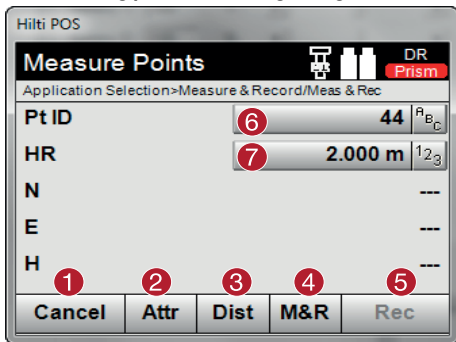 Hilti POS
Measure Points
DR
Prism
Application Selection>Measure & Record/Meas & Rec
Pt ID 6 44 ABC
HR 7 2.000 m 123
N ---
E ---
H ---
1 2 3 4 5
Cancel Attr Dist M&R Rec